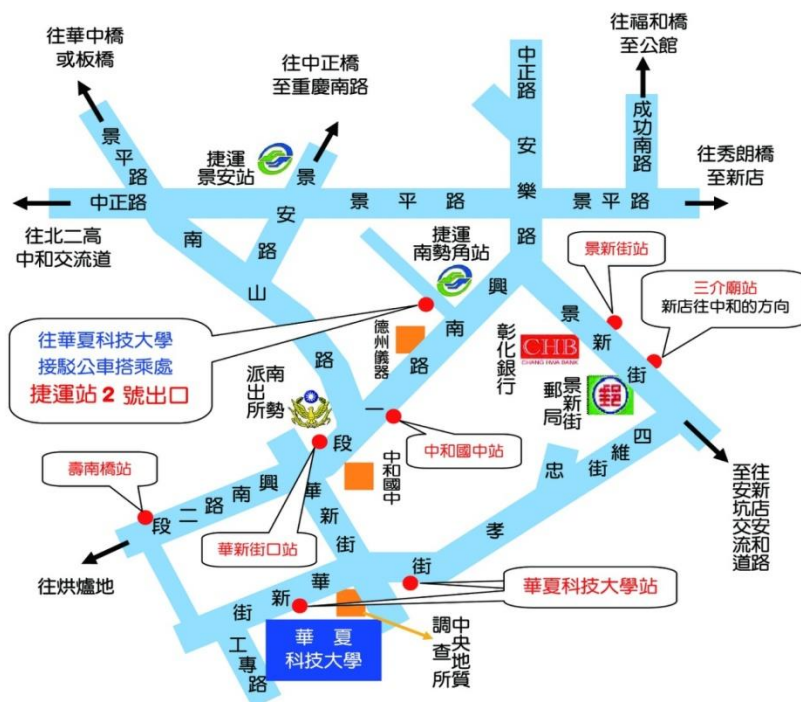 往華中橋
或板橋
往中正橋
至重慶南路
往福和橋
至公館
中正路
景平路
捷運
景安站
成功南路
往秀朗橋
至新店
中正路
景平路
安樂路
景平路
景安路
往北二高
中和交流道
南山路
捷運
南勢角站
景新街站
三介廟站
新店往中和的方向
往華夏科技大學
接駁公車搭乘處
捷運站2號出口
德州儀器
興南路一段
彰化銀行
CHB
CHANG HWA BANK
景新街
景新街
郵局
郵
南勢
派出所
中和國中站
中和國中
四維街
忠孝街
往新店安和路
至安坑交流道
壽南橋站
興南路二段
華新街
華新街口站
往烘爐地
華新街
華夏科技大學站
華夏
科技大學
中央地質
調查所
工專路